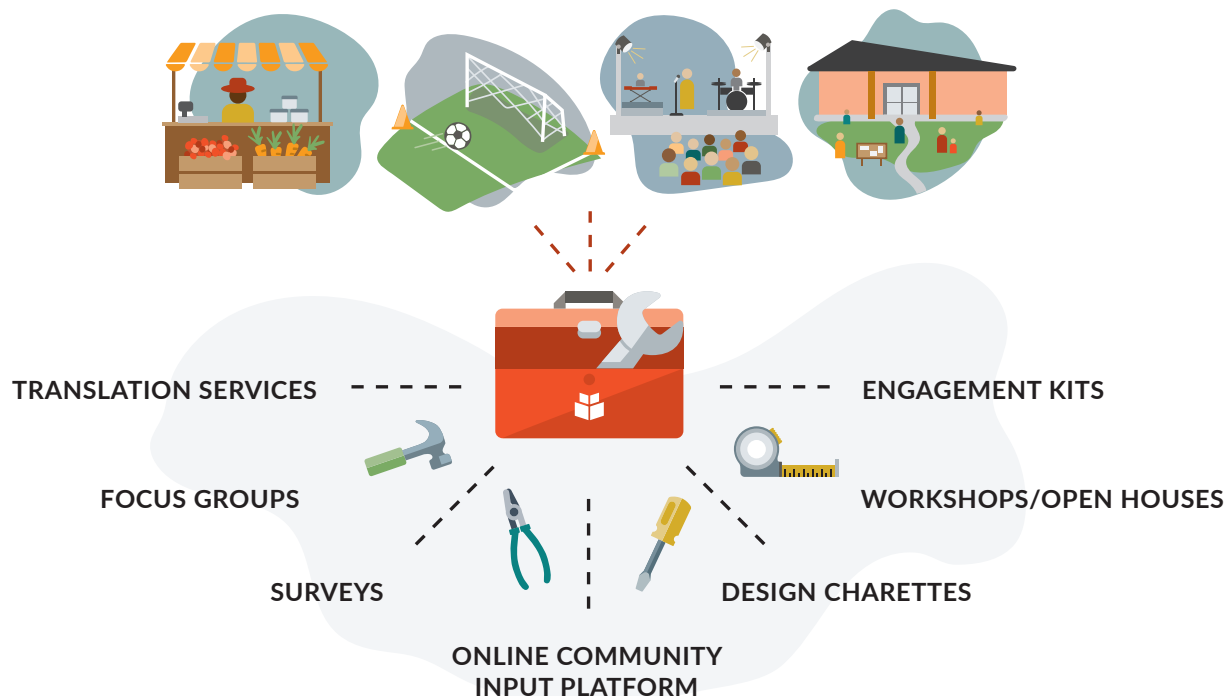 TRANSLATION SERVICES
ENGAGEMENT KITS
FOCUS GROUPS
WORKSHOPS/OPEN HOUSES
SURVEYS
DESIGN CHARETTES
ONLINE COMMUNITY
INPUT PLATFORM